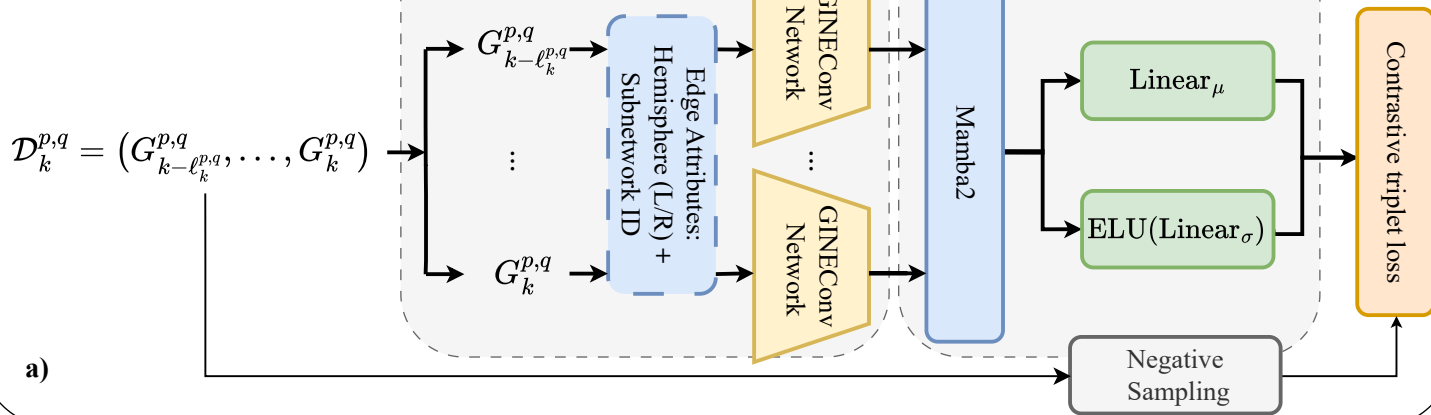 𝒟_k^{p,q} = (G_{k-ℓ_k^{p,q}}^{p,q}, ..., G_k^{p,q})
G_{k-ℓ_k^{p,q}}^{p,q}
...
G_k^{p,q}
Edge Attributes:
Hemisphere (L/R) +
Subnetwork ID
GINEConv
Network
...
GINEConv
Network
Mamba2
Linear_μ
ELU(Linear_σ)
Contrastive triplet loss
Negative
Sampling
a)